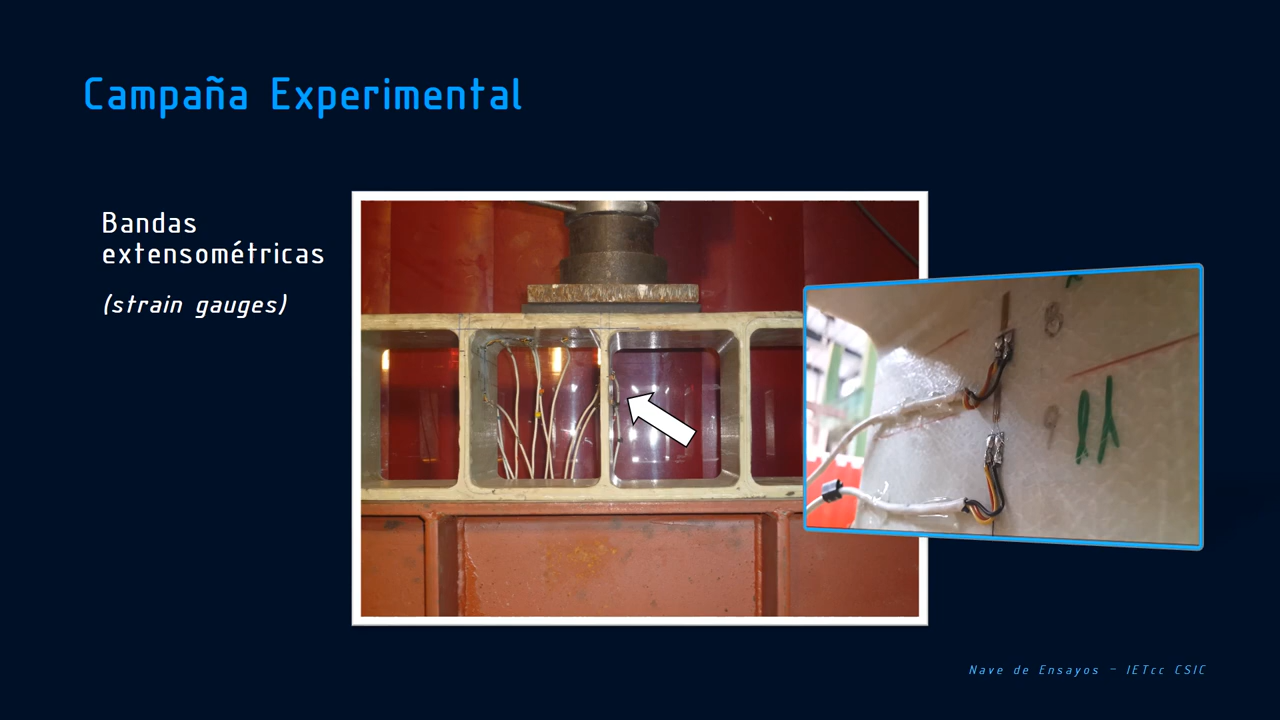 Campaña Experimental
Bandas
extensométricas
(strain gauges)
Nave de Ensayos – IETcc CSIC